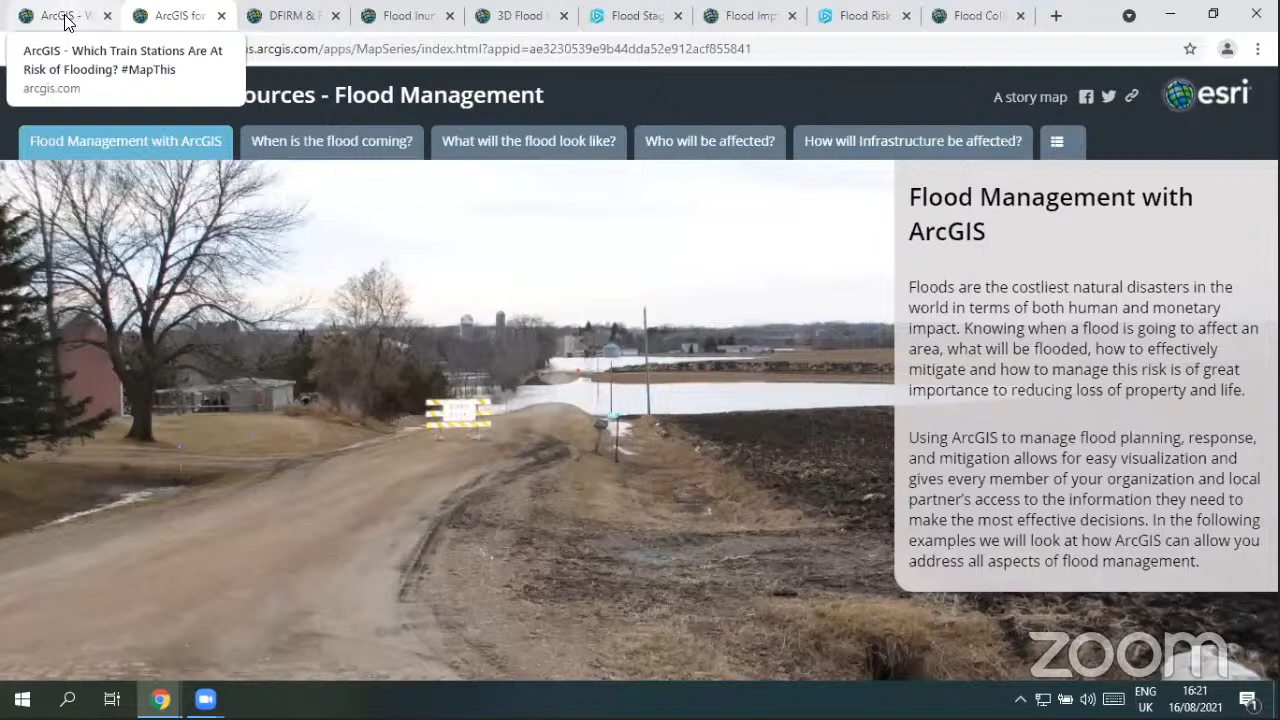 ArcGIS - W
ArcGIS for
DFIRM & F
Flood Inun
3D Flood
Flood Stag
Flood Imp
Flood Risk
Flood Coll
ArcGIS - Which Train Stations Are At
Risk of Flooding? #MapThis
arcgis.com
is.arcgis.com/apps/MapSeries/index.html?appid=ae3230539e9b44dda52e912acf855841
ources - Flood Management
A story map
esri
Flood Management with ArcGIS
When is the flood coming?
What will the flood look like?
Who will be affected?
How will Infrastructure be affected?
Flood Management with
ArcGIS
Floods are the costliest natural disasters in the
world in terms of both human and monetary
impact. Knowing when a flood is going to affect an
area, what will be flooded, how to effectively
mitigate and how to manage this risk is of great
importance to reducing loss of property and life.
Using ArcGIS to manage flood planning, response,
and mitigation allows for easy visualization and
gives every member of your organization and local
partner's access to the information they need to
make the most effective decisions. In the following
examples we will look at how ArcGIS can allow you
address all aspects of flood management.
zoom
ENG
UK
16:21
16/08/2021
1